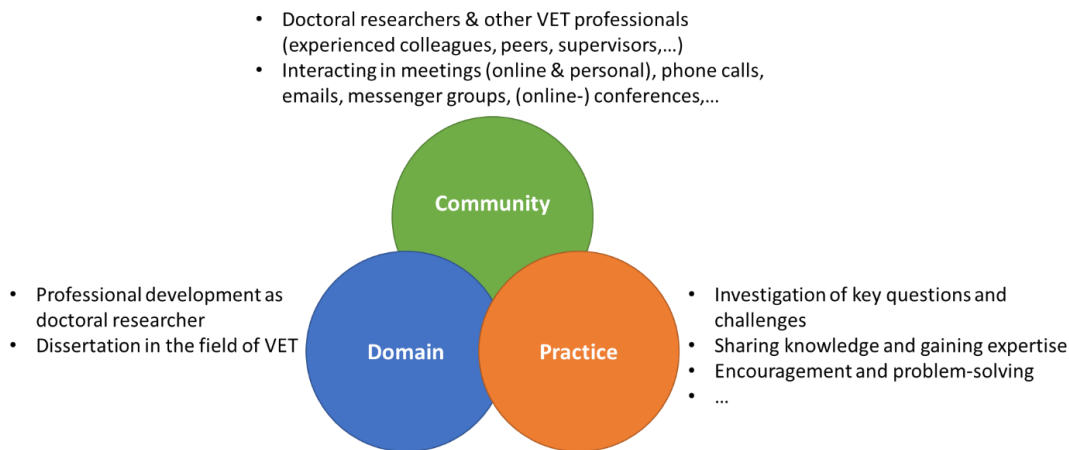 • Doctoral researchers & other VET professionals
(experienced colleagues, peers, supervisors,…)
• Interacting in meetings (online & personal), phone calls,
emails, messenger groups, (online-) conferences,…
Community
• Professional development as
doctoral researcher
• Dissertation in the field of VET
Domain
Practice
• Investigation of key questions and
challenges
• Sharing knowledge and gaining expertise
• Encouragement and problem-solving
• …